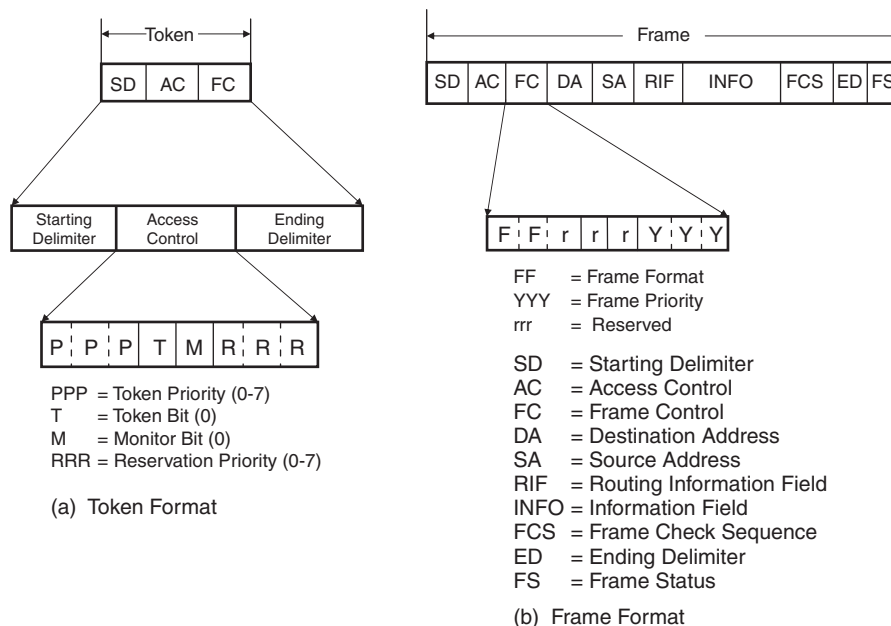 Token
SD AC FC
Starting Delimiter
Access Control
Ending Delimiter
P P P T M R R R
PPP = Token Priority (0-7)
T = Token Bit (0)
M = Monitor Bit (0)
RRR = Reservation Priority (0-7)
(a) Token Format
Frame
SD AC FC DA SA RIF INFO FCS ED FS
F F r r r Y Y Y
FF = Frame Format
YYY = Frame Priority
rrr = Reserved
SD = Starting Delimiter
AC = Access Control
FC = Frame Control
DA = Destination Address
SA = Source Address
RIF = Routing Information Field
INFO = Information Field
FCS = Frame Check Sequence
ED = Ending Delimiter
FS = Frame Status
(b) Frame Format